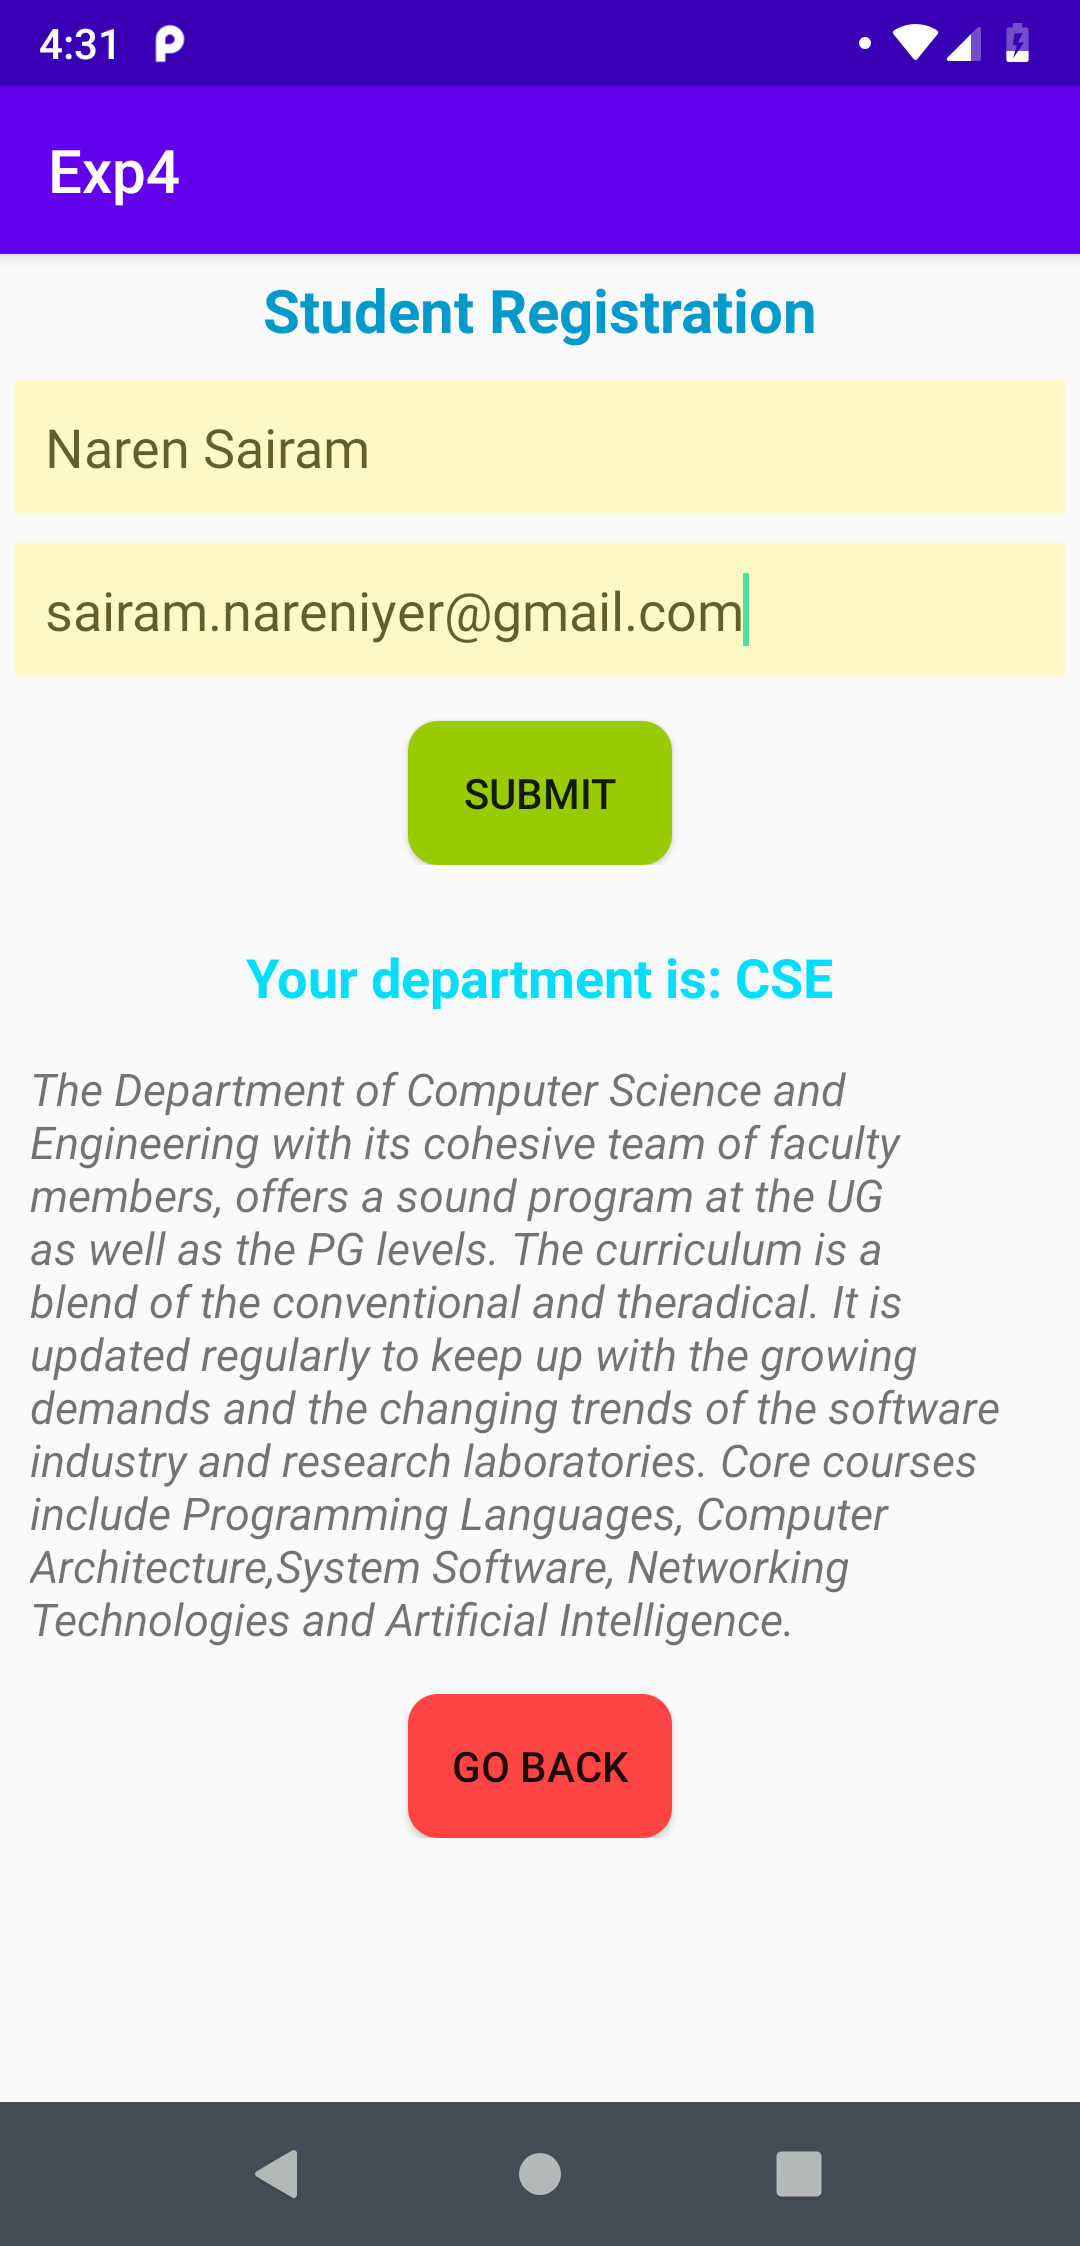 4:31
Exp4
Student Registration
Naren Sairam
sairam.nareniyer@gmail.com
SUBMIT
Your department is: CSE
The Department of Computer Science and
Engineering with its cohesive team of faculty
members, offers a sound program at the UG
as well as the PG levels. The curriculum is a
blend of the conventional and theradical. It is
updated regularly to keep up with the growing
demands and the changing trends of the software
industry and research laboratories. Core courses
include Programming Languages, Computer
Architecture,System Software, Networking
Technologies and Artificial Intelligence.
GO BACK